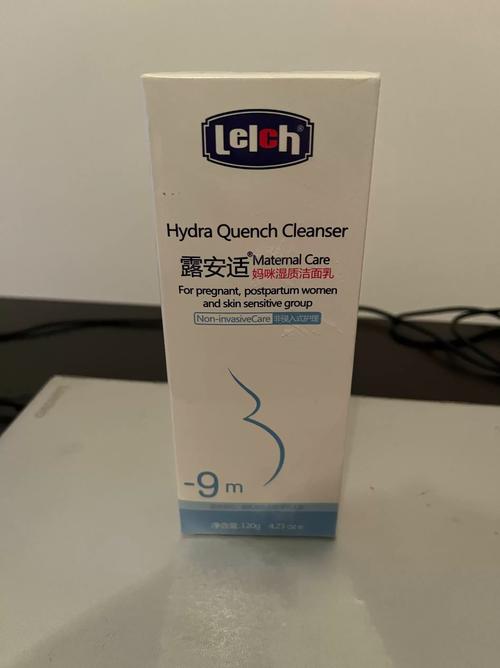 Lelch®
Hydra Quench Cleanser
露安适® Maternal Care
妈咪湿质洁面乳
For pregnant, postpartum women
and skin sensitive group
Non-invasiveCare 非侵入式护理
-9 m
净含量:120g 4.23 oz e